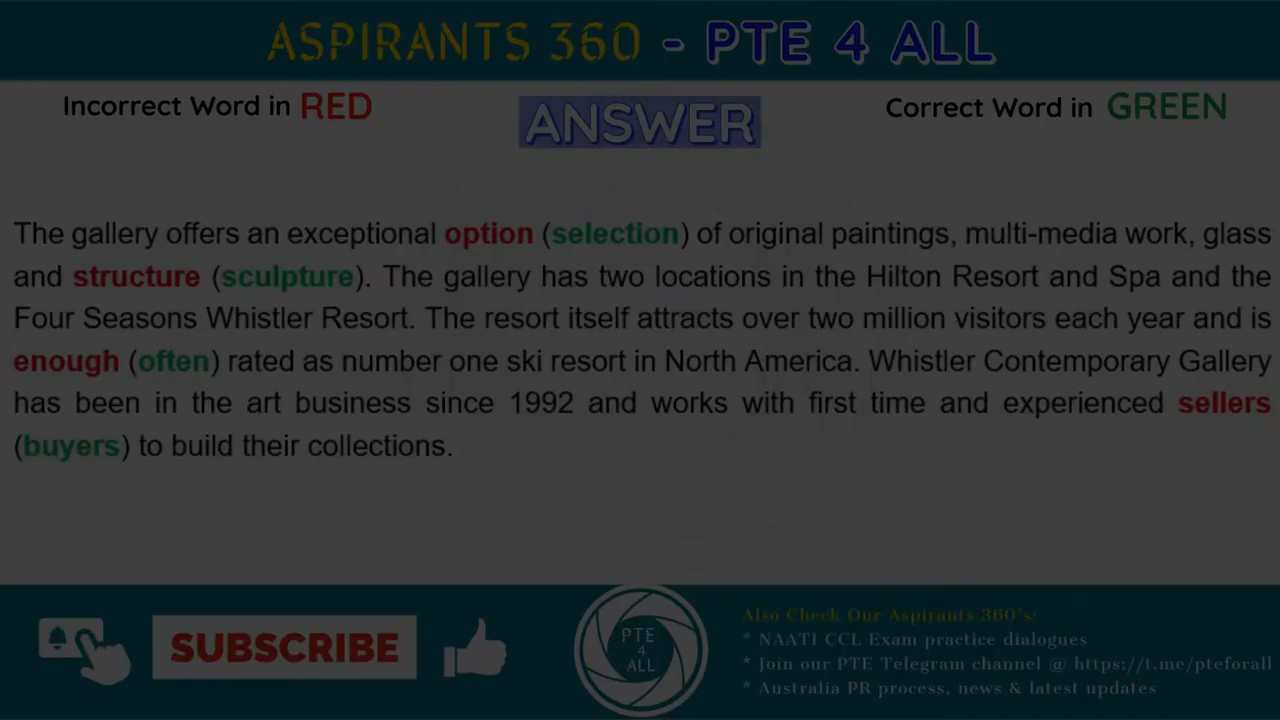 ASPIRANTS 360 - PTE 4 ALL
Incorrect Word in RED
ANSWER
Correct Word in GREEN
The gallery offers an exceptional option (selection) of original paintings, multi-media work, glass
and structure (sculpture). The gallery has two locations in the Hilton Resort and Spa and the
Four Seasons Whistler Resort. The resort itself attracts over two million visitors each year and is
enough (often) rated as number one ski resort in North America. Whistler Contemporary Gallery
has been in the art business since 1992 and works with first time and experienced sellers
(buyers) to build their collections.
SUBSCRIBE
PTE
4
ALL
Also Check Our Aspirants 360's:
* NAATI CCL Exam practice dialogues
* Join our PTE Telegram channel @ https://t.me/pteforall
* Australia PR process, news & latest updates